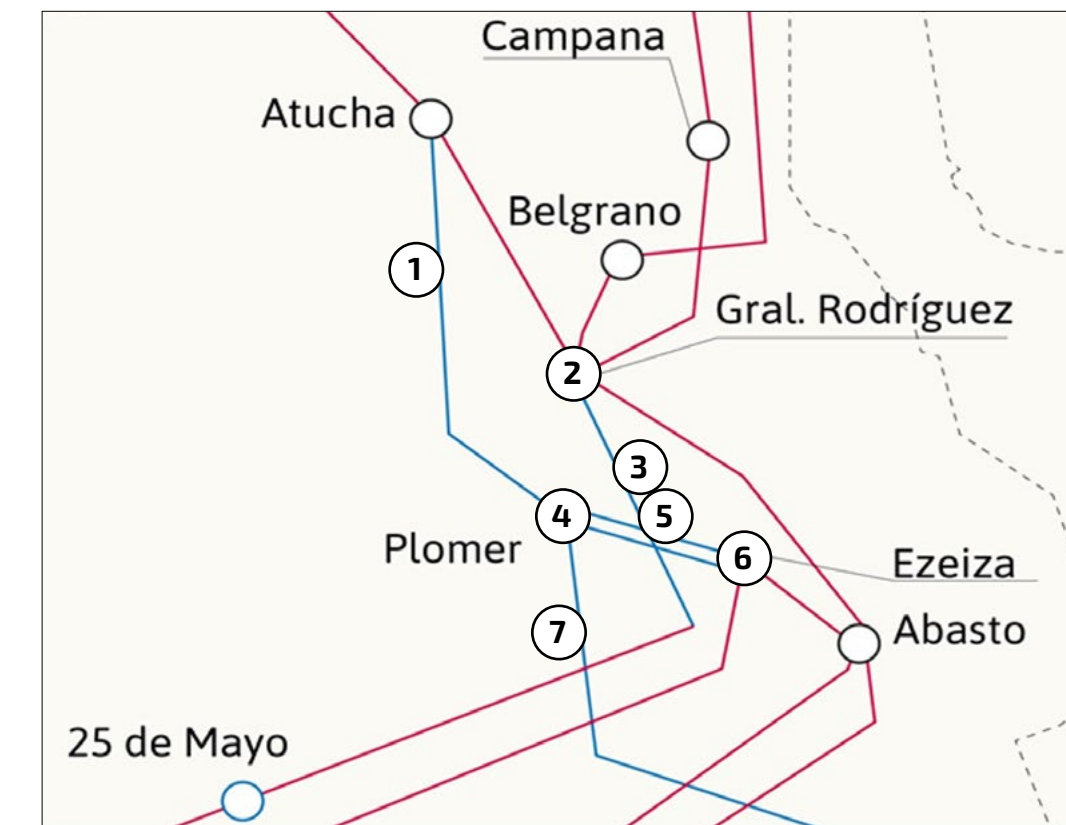 Campana
Atucha
Belgrano
1
Gral. Rodríguez
2
3
4
5
Plomer
6
Ezeiza
7
Abasto
25 de Mayo